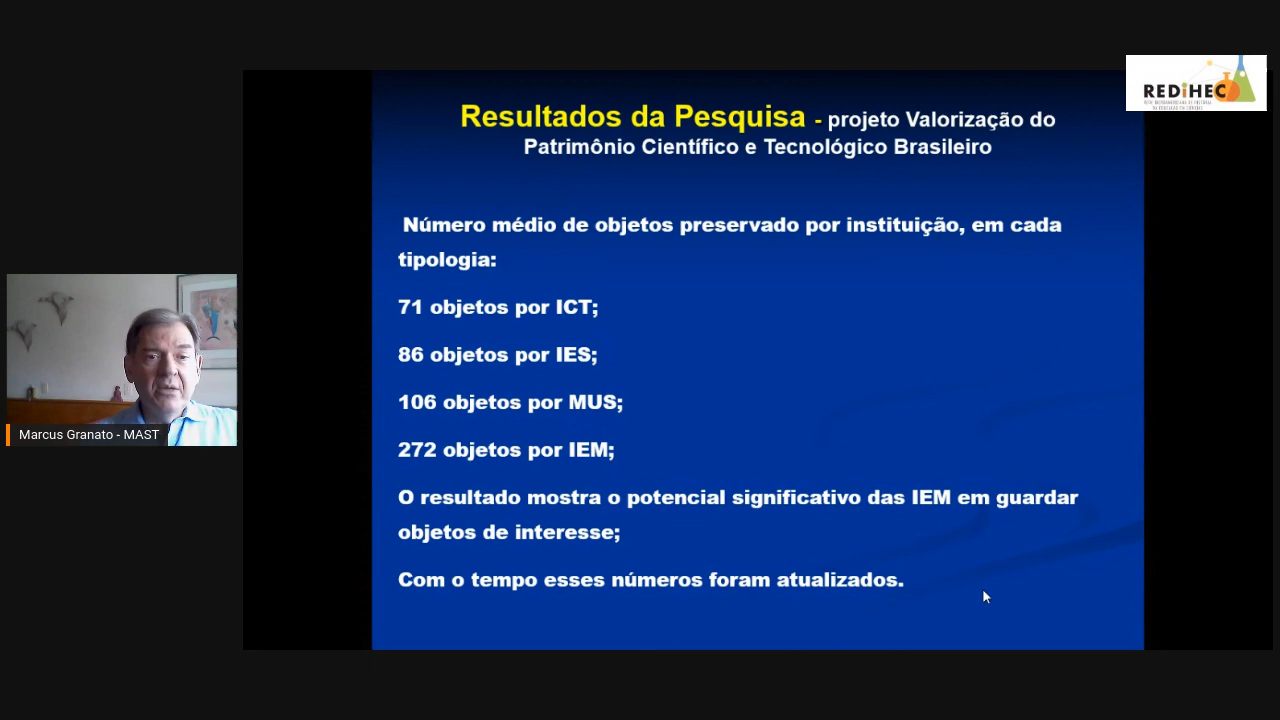 REDiHEC
Resultados da Pesquisa - projeto Valorização do
Patrimônio Científico e Tecnológico Brasileiro
Número médio de objetos preservado por instituição, em cada
tipologia:
71 objetos por ICT;
86 objetos por IES;
106 objetos por MUS;
272 objetos por IEM;
O resultado mostra o potencial significativo das IEM em guardar
objetos de interesse;
Com o tempo esses números foram atualizados.
Marcus Granato - MAST